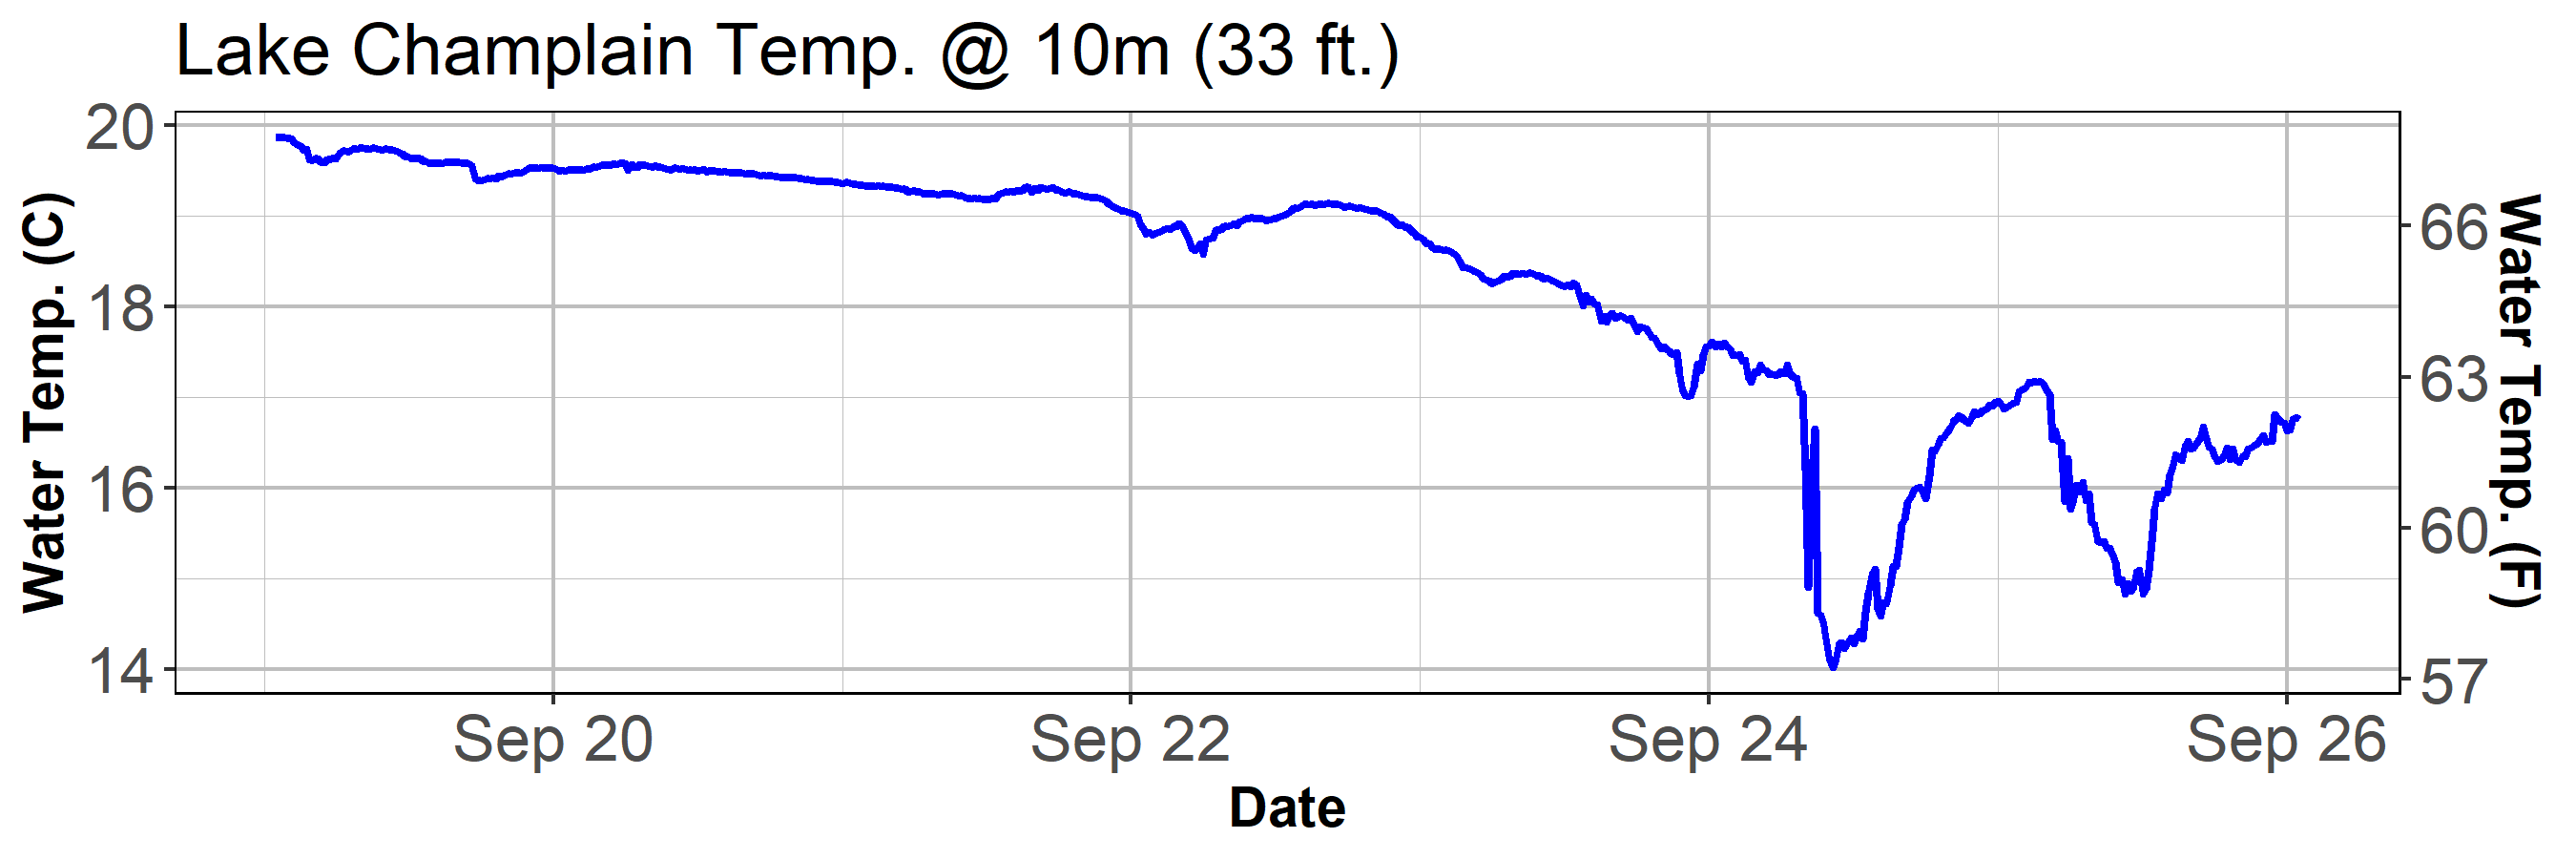 Lake Champlain Temp. @ 10m (33 ft.)
Water Temp. (C)
20
18
16
14
66
63
60
57
Water Temp. (F)
Sep 20 Sep 22 Sep 24 Sep 26
Date